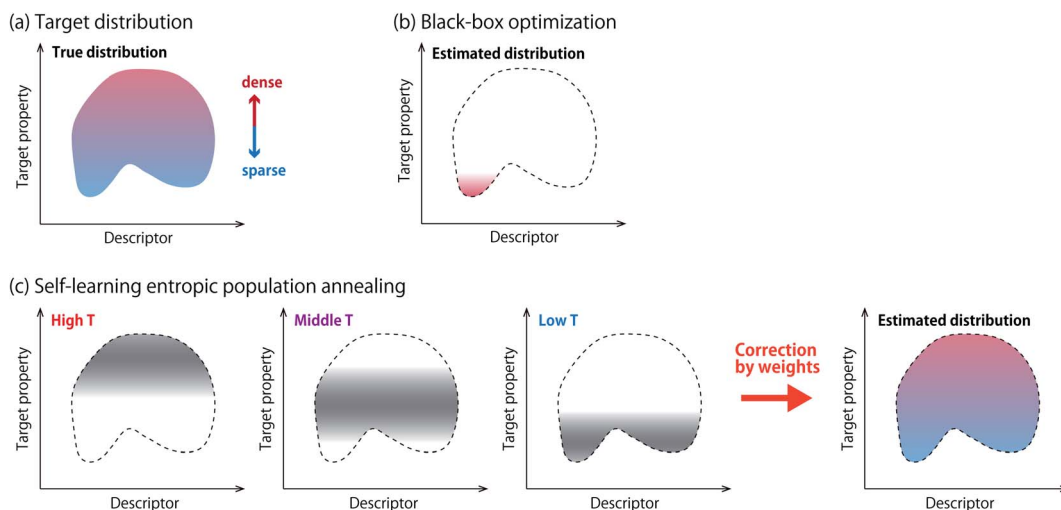 (a) Target distribution
True distribution
dense
sparse
Target property
Descriptor
(b) Black-box optimization
Estimated distribution
Target property
Descriptor
(c) Self-learning entropic population annealing
High T
Target property
Descriptor
Middle T
Target property
Descriptor
Low T
Target property
Descriptor
Correction
by weights
Estimated distribution
Target property
Descriptor